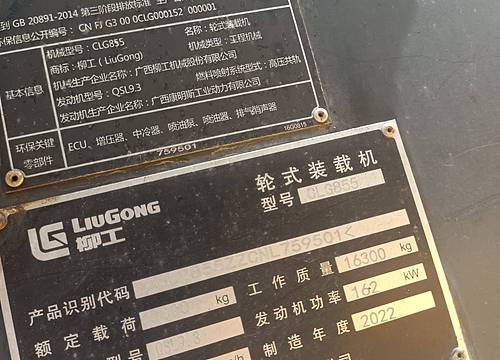 到 GB 20891-2014 第三阶段排放标准
环保信息公开编号: CN FJ G3 00 0CLG000152 000001
基本信息
机械型号: CLG855
名称: 轮式装载机
商标: 柳工 (LiuGong)
机械类型: 工程机械
机械生产企业名称: 广西柳工机械股份有限公司
发动机型号: QSL9.3
燃料喷射系统型式: 高压共轨
发动机生产企业名称: 广西康明斯工业动力有限公司
环保关键零部件
ECU、增压器、中冷器、喷油泵、喷油器、排气消声器
759501
16G0815
LIUGONG
柳工
轮式装载机
型号 CLG855
产品识别代码 855ZZCNL759501<
额定载荷 kg
工作质量 16300 kg
型号 QSL9.3
发动机功率 162 kW
制造年度 2022